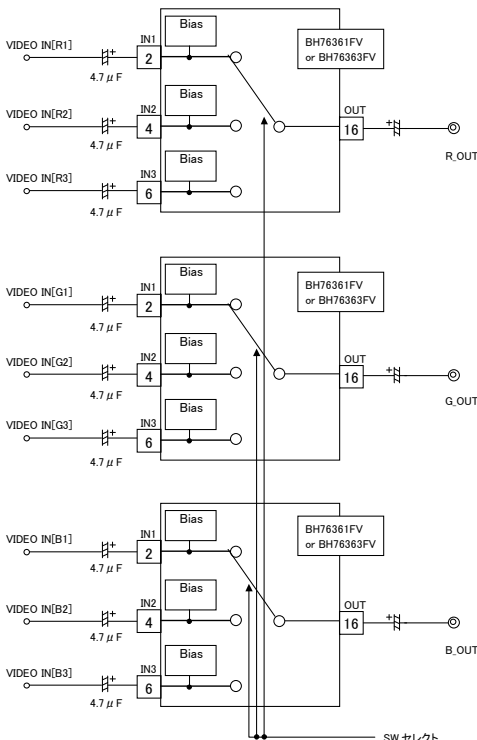 Bias
VIDEO IN[R1]
IN1
2
4.7μF
BH76361FV
or BH76363FV
Bias
VIDEO IN[R2]
IN2
4
4.7μF
OUT
16
+
R_OUT
Bias
VIDEO IN[R3]
IN3
6
4.7μF
Bias
VIDEO IN[G1]
IN1
2
4.7μF
BH76361FV
or BH76363FV
Bias
VIDEO IN[G2]
IN2
4
4.7μF
OUT
16
+
G_OUT
Bias
VIDEO IN[G3]
IN3
6
4.7μF
Bias
VIDEO IN[B1]
IN1
2
4.7μF
BH76361FV
or BH76363FV
Bias
VIDEO IN[B2]
IN2
4
4.7μF
OUT
16
+
B_OUT
Bias
VIDEO IN[B3]
IN3
6
4.7μF
SWセレクト